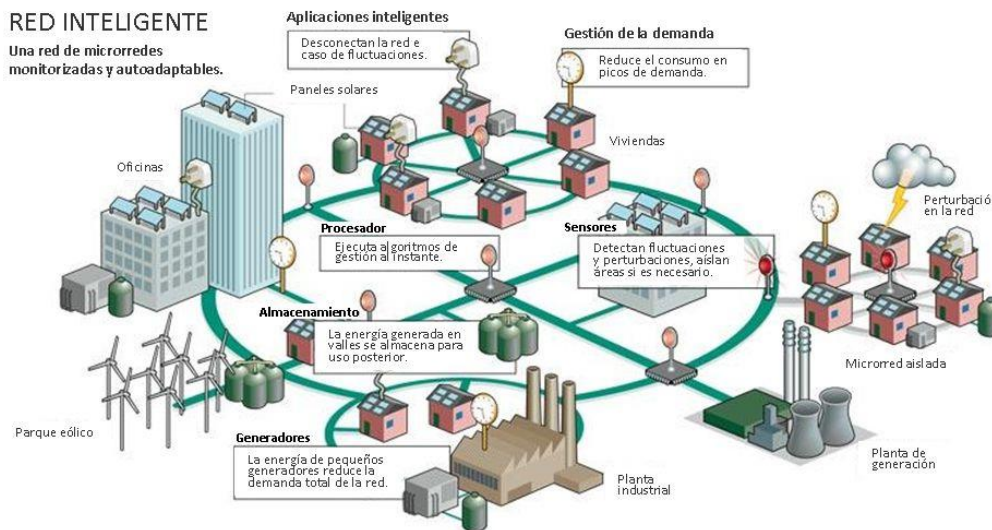 RED INTELIGENTE
Una red de microrredes
monitorizadas y autoadaptables.
Aplicaciones inteligentes
Desconectan la red e
caso de fluctuaciones.
Gestión de la demanda
Reduce el consumo en
picos de demanda.
Paneles solares
Oficinas
Viviendas
Perturbació
en la red
Procesador
Ejecuta algoritmos de
gestión al instante.
Sensores
Detectan fluctuaciones
y perturbaciones, aíslan
áreas si es necesario.
Almacenamiento
La energía generada en
valles se almacena para
uso posterior.
Microrred aislada
Parque eólico
Generadores
La energía de pequeños
generadores reduce la
demanda total de la red.
Planta
industrial
Planta de
generación